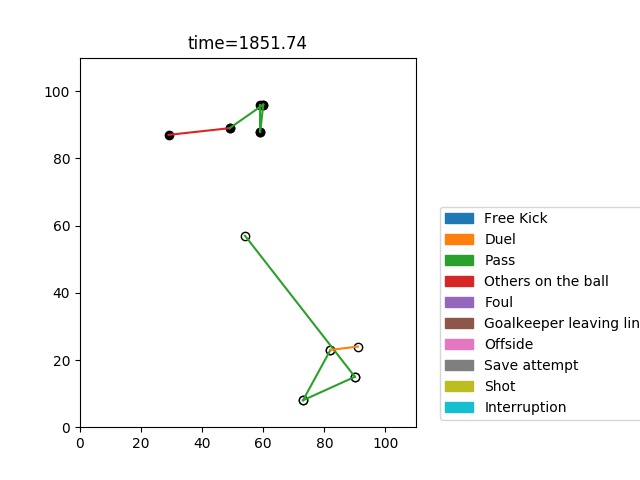 time=1851.74
100
80
60
40
20
0
0 20 40 60 80 100
Free Kick
Duel
Pass
Others on the ball
Foul
Goalkeeper leaving lin
Offside
Save attempt
Shot
Interruption